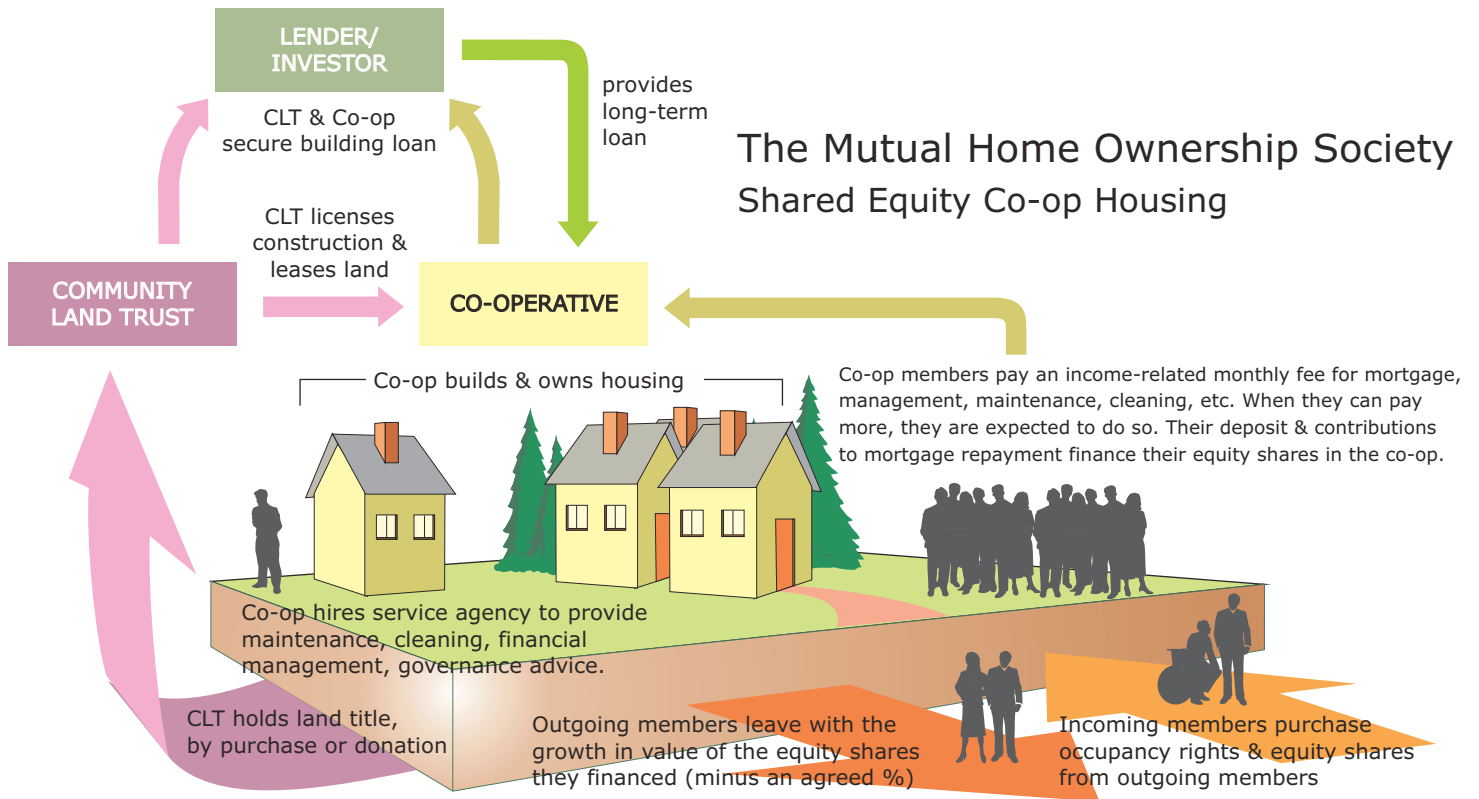 LENDER/
INVESTOR
CLT & Co-op
secure building loan
provides
long-term
loan
The Mutual Home Ownership Society
Shared Equity Co-op Housing
CLT licenses
construction &
leases land
COMMUNITY
LAND TRUST
CO-OPERATIVE
Co-op builds & owns housing
Co-op members pay an income-related monthly fee for mortgage,
management, maintenance, cleaning, etc. When they can pay
more, they are expected to do so. Their deposit & contributions
to mortgage repayment finance their equity shares in the co-op.
Co-op hires service agency to provide
maintenance, cleaning, financial
management, governance advice.
CLT holds land title,
by purchase or donation
Outgoing members leave with the
growth in value of the equity shares
they financed (minus an agreed %)
Incoming members purchase
occupancy rights & equity shares
from outgoing members